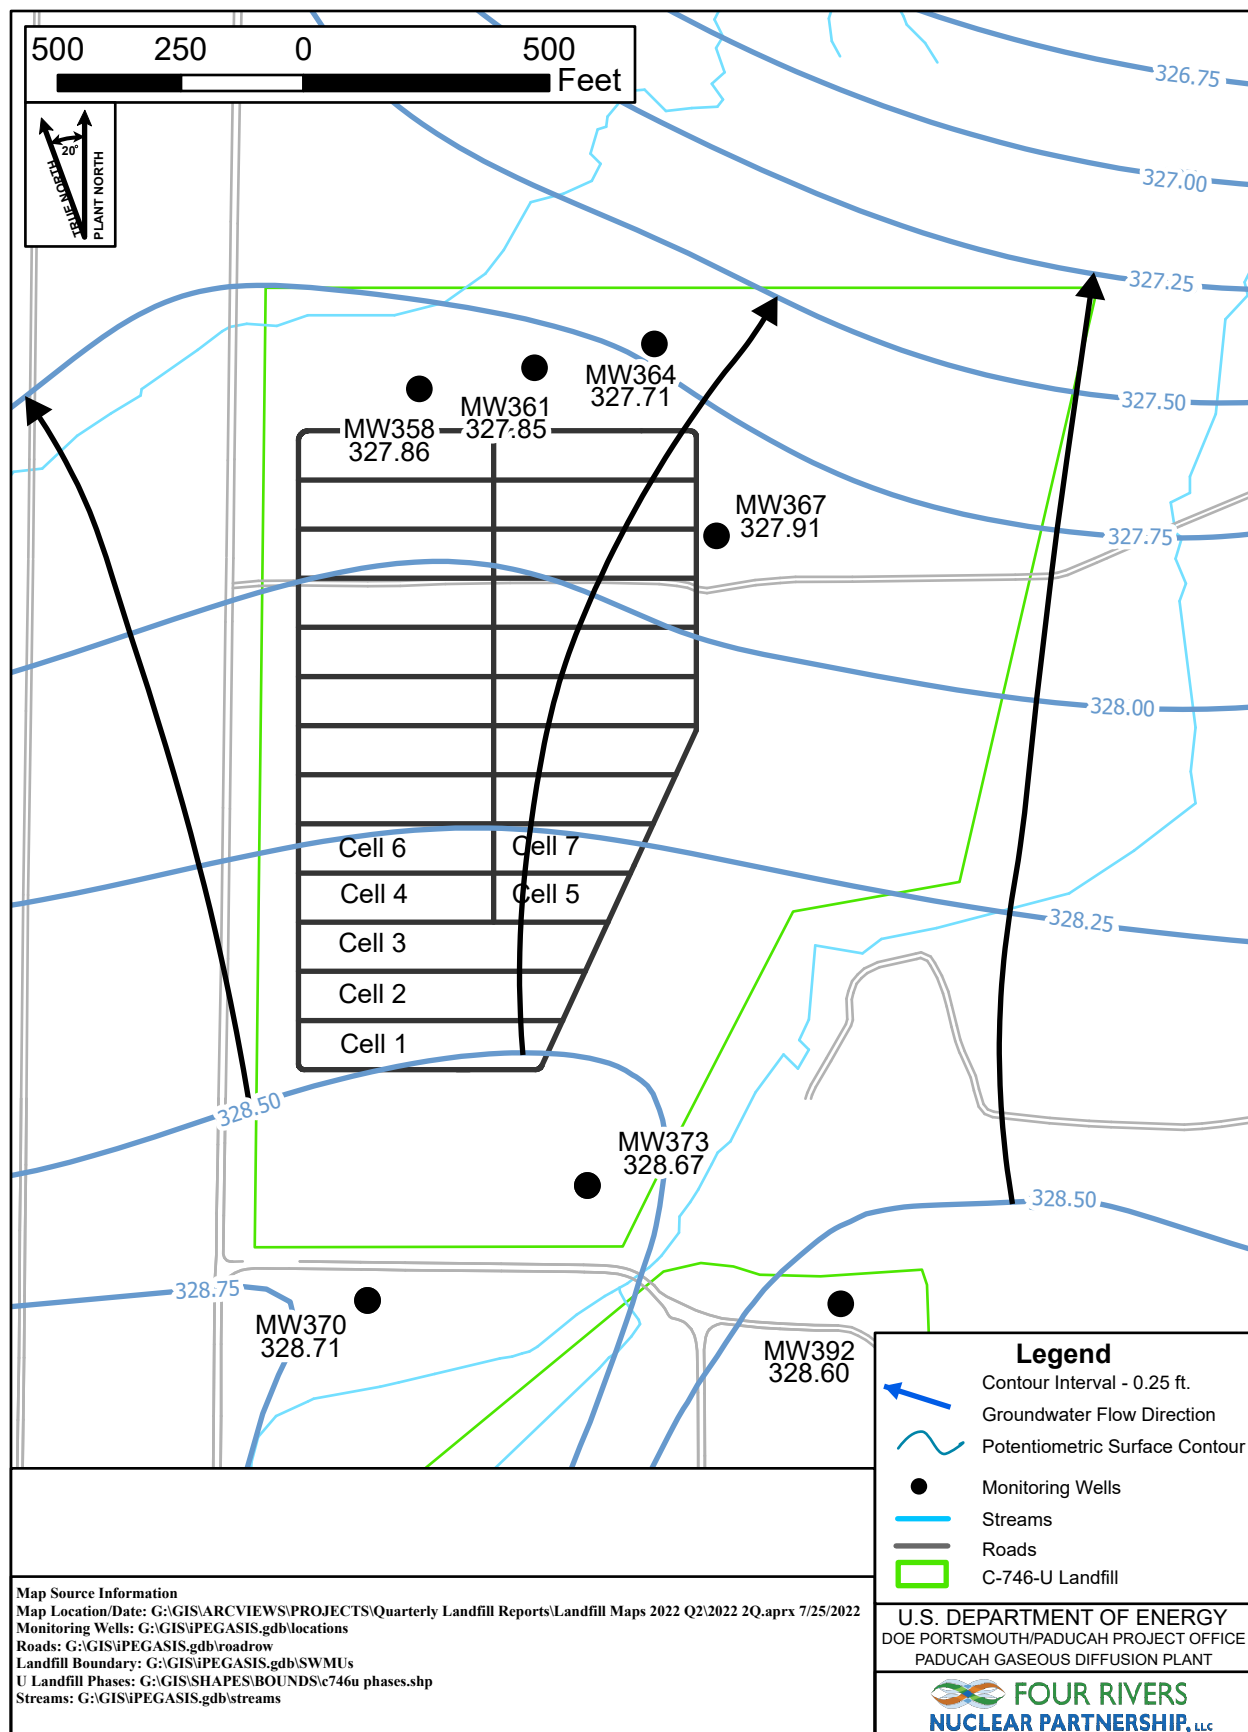 500 250 0 500
Feet
20°
TRUE NORTH
PLANT NORTH
326.75
327.00
327.25
327.50
327.75
328.00
328.25
328.50
328.50
328.75
MW364
327.71
MW361
327.85
MW358
327.86
MW367
327.91
Cell 6
Cell 7
Cell 4
Cell 5
Cell 3
Cell 2
Cell 1
MW373
328.67
MW370
328.71
MW392
328.60
Legend
Contour Interval - 0.25 ft.
Groundwater Flow Direction
Potentiometric Surface Contour
Monitoring Wells
Streams
Roads
C-746-U Landfill
Map Source Information
Map Location/Date: G:\GIS\ARCVIEWS\PROJECTS\Quarterly Landfill Reports\Landfill Maps 2022 Q2\2022 2Q.aprx 7/25/2022
Monitoring Wells: G:\GIS\iPEGASIS.gdb\locations
Roads: G:\GIS\iPEGASIS.gdb\roadrow
Landfill Boundary: G:\GIS\iPEGASIS.gdb\SWMUs
U Landfill Phases: G:\GIS\SHAPES\BOUNDS\c746u phases.shp
Streams: G:\GIS\iPEGASIS.gdb\streams
U.S. DEPARTMENT OF ENERGY
DOE PORTSMOUTH/PADUCAH PROJECT OFFICE
PADUCAH GASEOUS DIFFUSION PLANT
FOUR RIVERS
NUCLEAR PARTNERSHIP, LLC